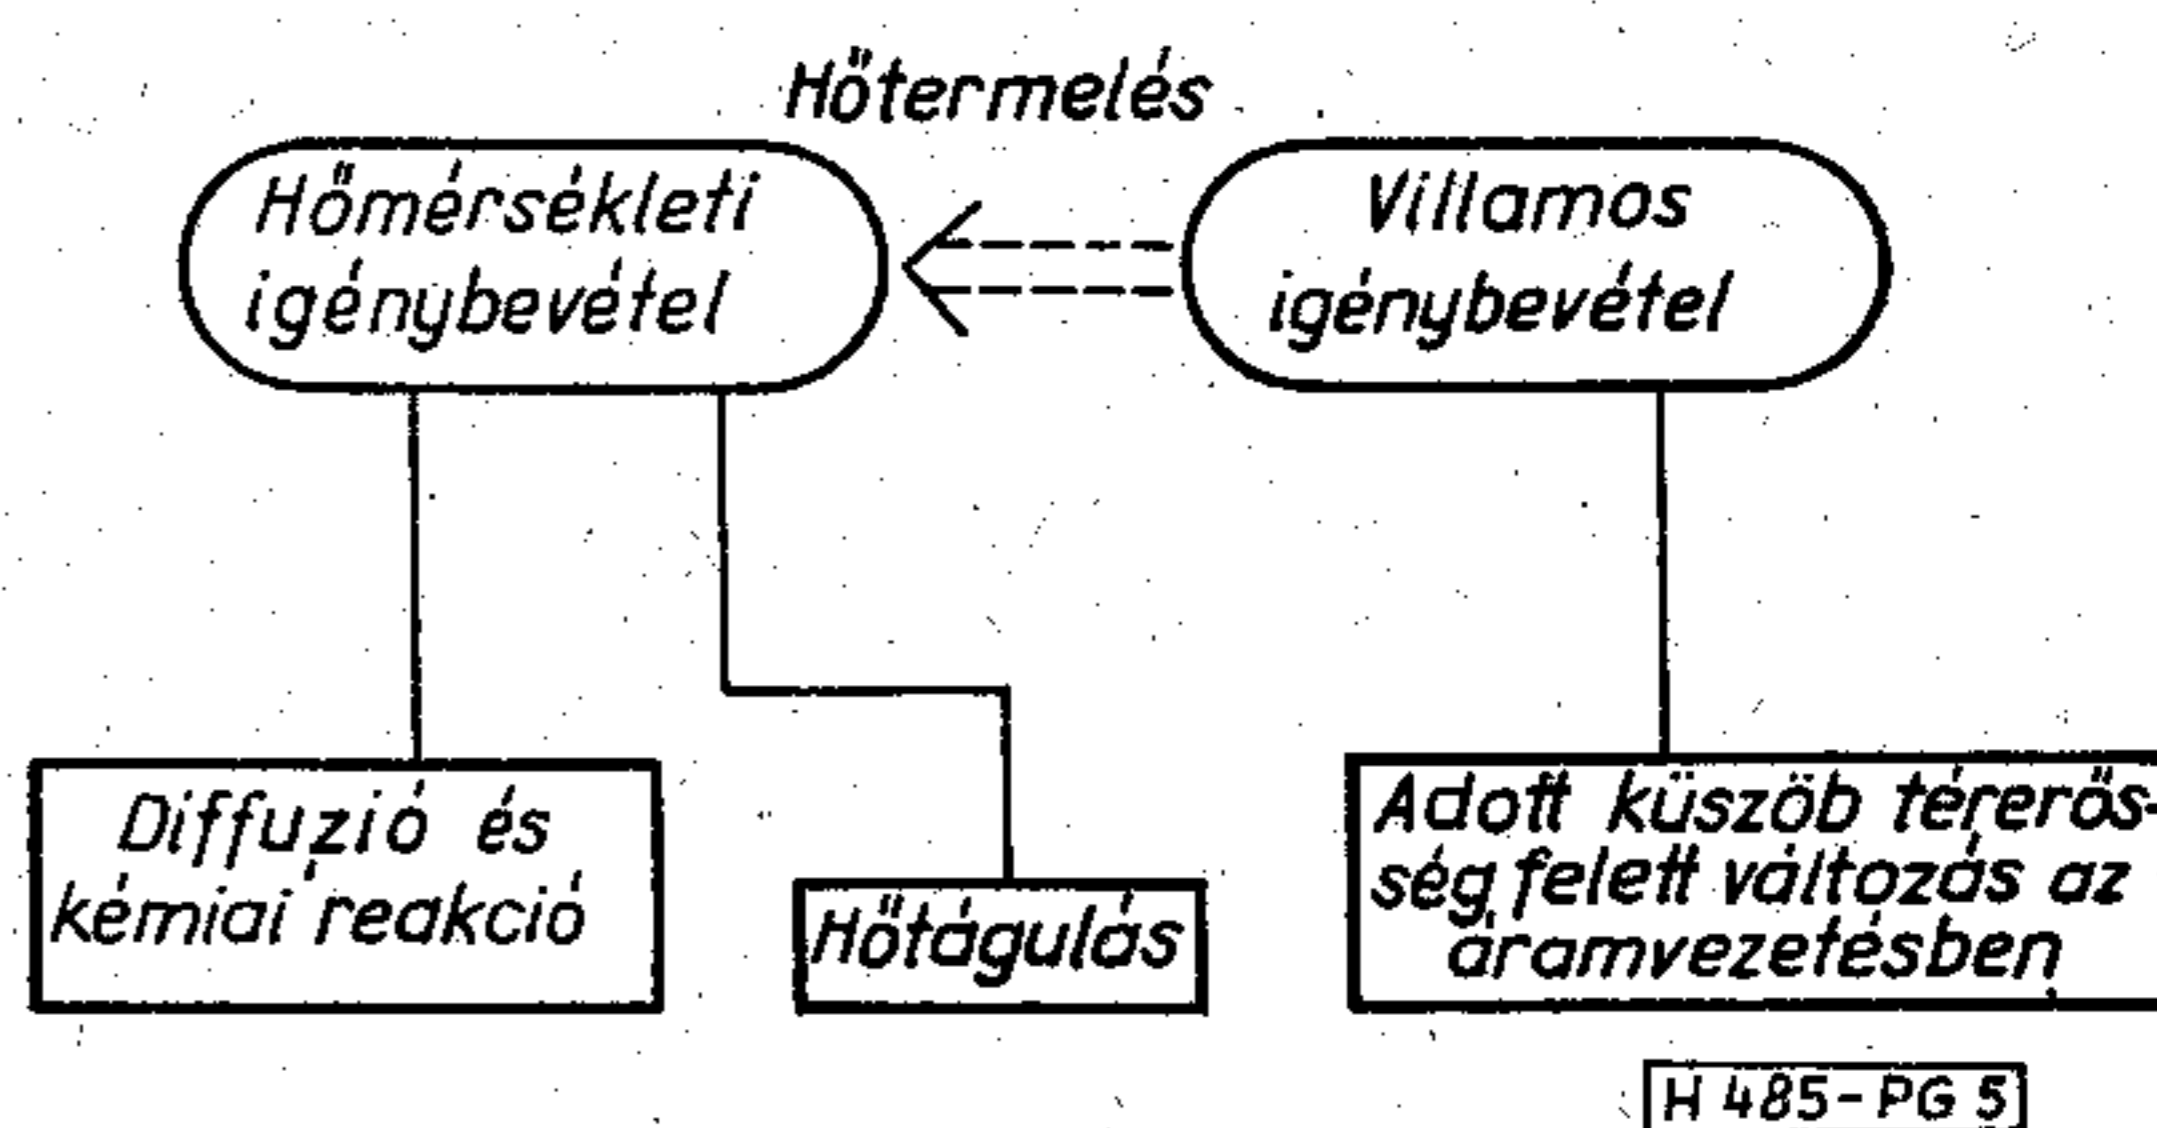 Hőtermelés
Hőmérsékleti
igénybevétel
Villamos
igénybevétel
Diffuzió és
kémiai reakció
Hőtágulás
Adott küszöb térerős-
ség felett változás az
áramvezetésben
H 485-PG 5